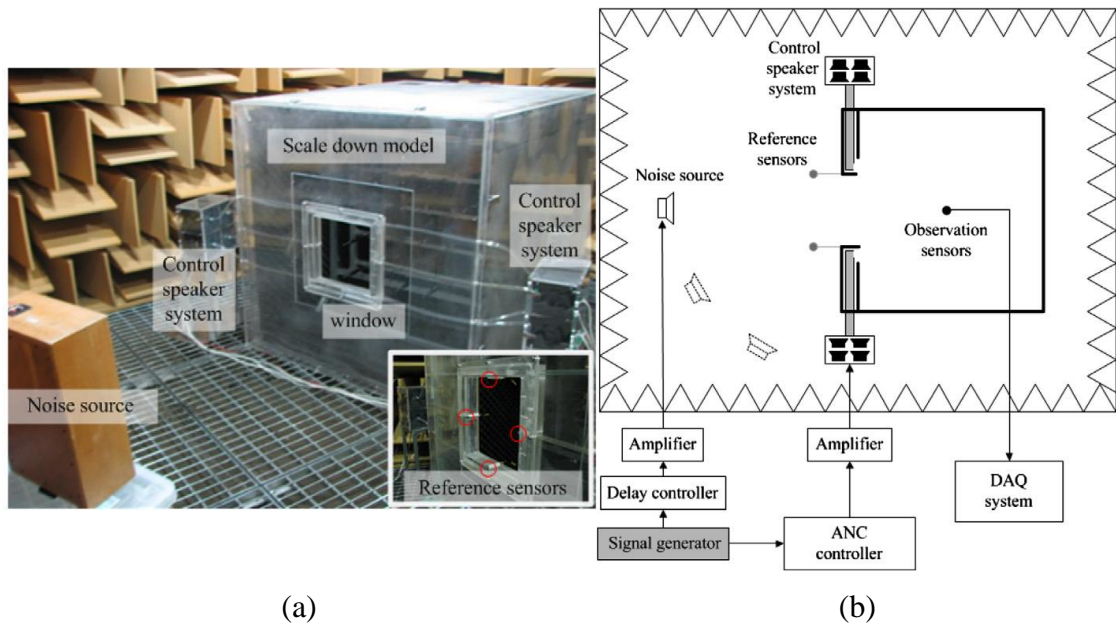 Scale down model
Control
speaker
system
Control
speaker
system
window
Noise source
Reference sensors
(a)
Control
speaker
system
Reference
sensors
Noise source
Observation
sensors
Amplifier
Amplifier
Delay controller
DAQ
system
Signal generator
ANC
controller
(b)